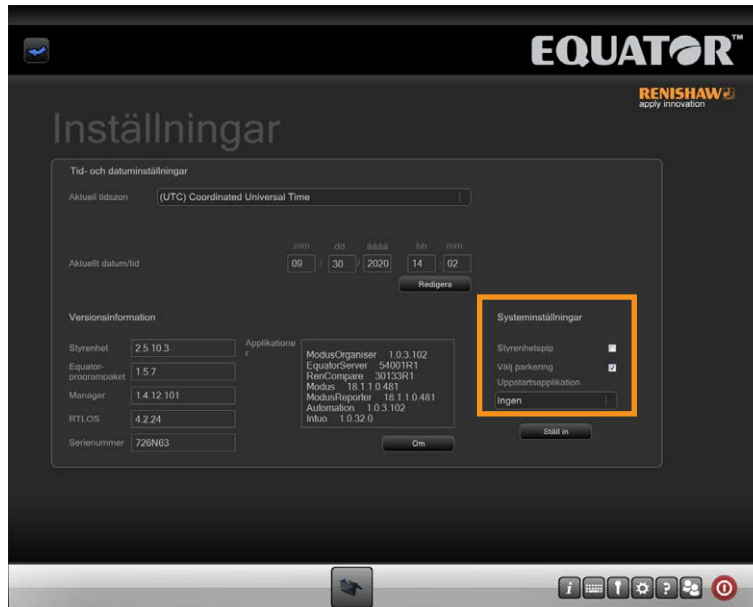 EQUATOR™
RENISHAW
apply innovation
Inställningar
Tid- och datuminställningar
Aktuell tidszon (UTC) Coordinated Universal Time
mm dd åååå hh mm
Aktuellt datum/tid 09 / 30 / 2020 14 : 02
Redigera
Versionsinformation
Styrenhet 2.5.10.3
Equator-
programpaket 1.5.7
Manager 1.4.12.101
RTLOS 4.2.24
Serienummer 726N63
Applikatione
r
ModusOrganiser 1.0.3.102
EquatorServer 54001R1
RenCompare 30133R1
Modus 18.1.1.0.481
ModusReporter 18.1.1.0.481
Automation 1.0.3.102
Intuo 1.0.32.0
Om
Systeminställningar
Styrenhetspip
Välj parkering
Uppstartsapplikation
Ingen
Ställ in